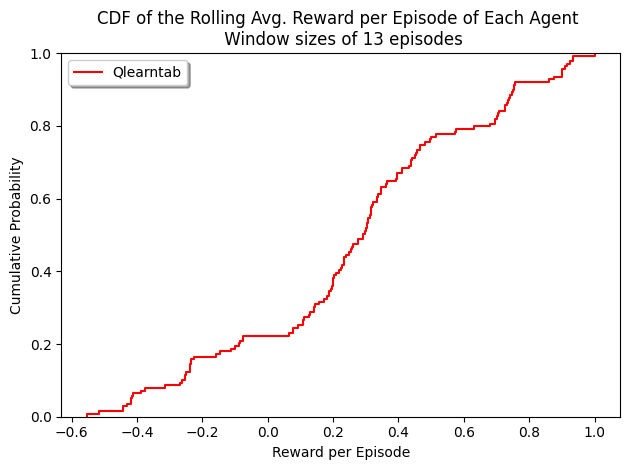 CDF of the Rolling Avg. Reward per Episode of Each Agent
Window sizes of 13 episodes
Qlearntab
1.0
0.8
0.6
0.4
0.2
0.0
Cumulative Probability
−0.6 −0.4 −0.2 0.0 0.2 0.4 0.6 0.8 1.0
Reward per Episode